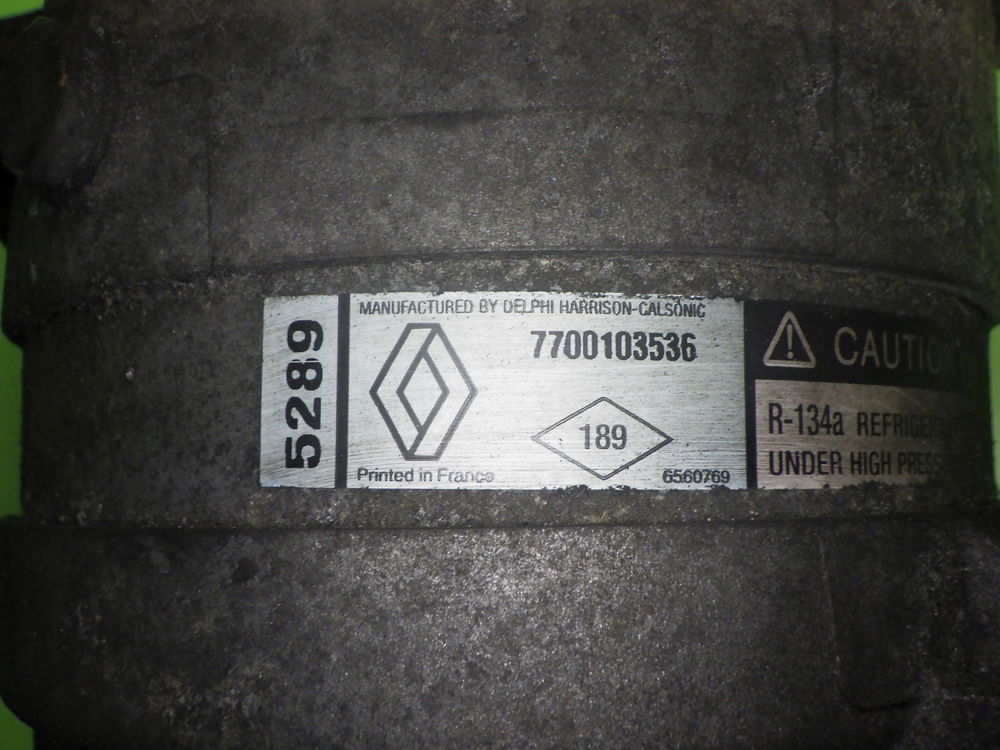 5289
MANUFACTURED BY DELPHI HARRISON-CALSONIC
7700103536
189
Printed in France
6560769
CAUTION
R-134a
UNDER HIGH